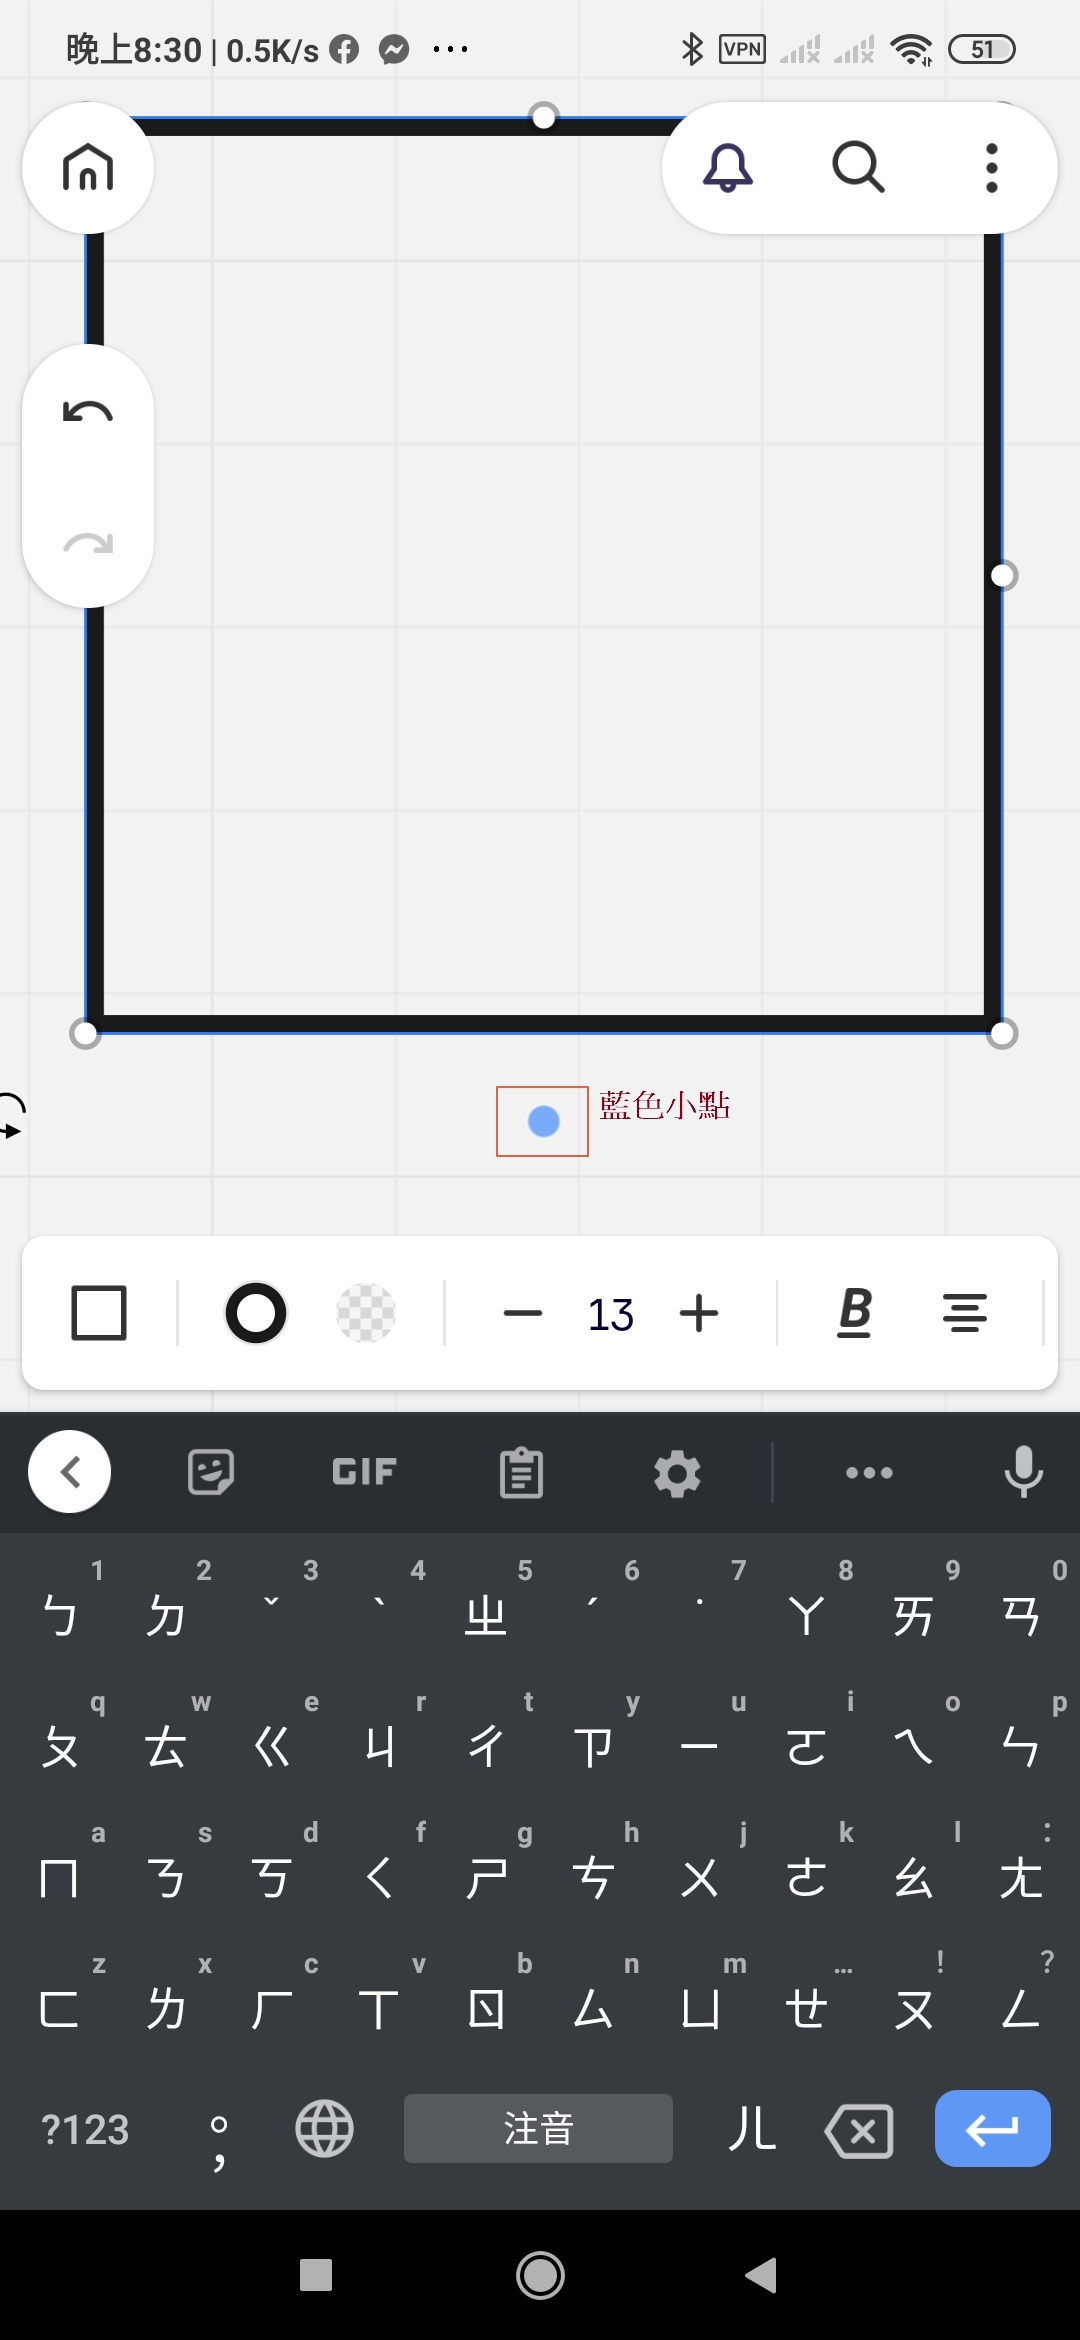 晚上8:30 | 0.5K/s ...
VPN
51
藍色小點
13
B
GIF
1 2 3 4 5 6 7 8 9 0
ㄅ ㄉ ˇ ˋ ㄓ ˊ ˙ ㄚ ㄞ ㄢ
q w e r t y u i o p
ㄆ ㄊ ㄍ ㄐ ㄔ ㄗ ㄧ ㄛ ㄟ ㄣ
a s d f g h j k l :
ㄇ ㄋ ㄎ ㄑ ㄕ ㄘ ㄨ ㄜ ㄠ ㄤ
z x c v b n m … ! ?
ㄈ ㄌ ㄏ ㄒ ㄖ ㄙ ㄩ ㄝ ㄡ ㄥ
?123 。， 注音 ㄦ